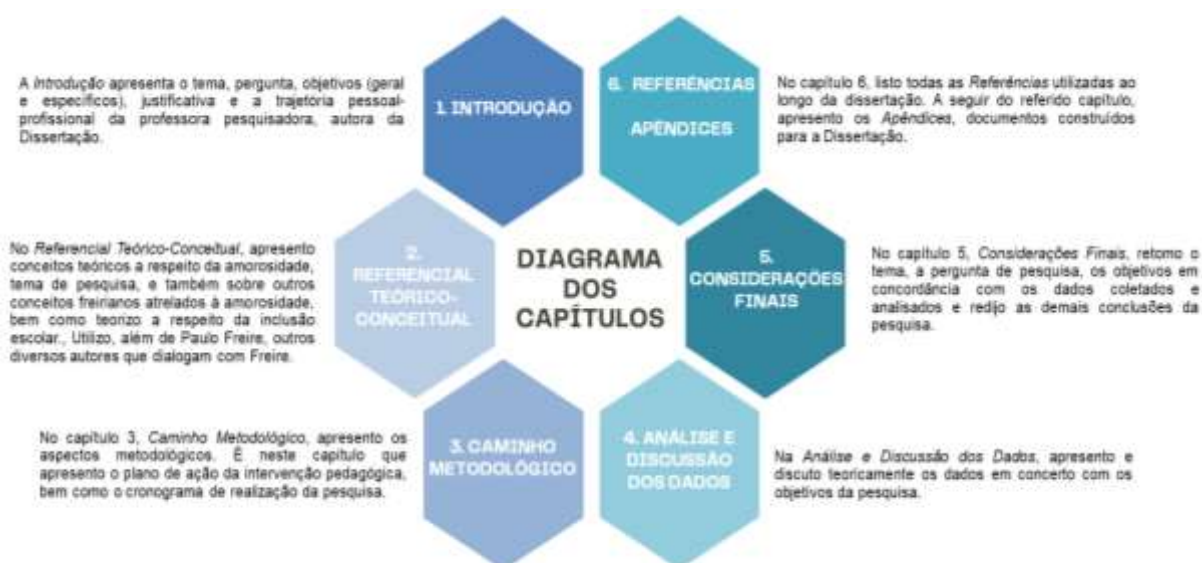 A Introdução apresenta o tema, pergunta, objetivos (geral
e específicos), justificativa e a trajetória pessoal-
profissional da professora pesquisadora, autora da
Dissertação.
1. INTRODUÇÃO
6. REFERÊNCIAS
APÊNDICES
No capítulo 6, listo todas as Referências utilizadas ao
longo da dissertação. A seguir do referido capítulo,
apresento os Apêndices, documentos construídos
para a Dissertação.
No Referencial Teórico-Conceitual, apresento
conceitos teóricos a respeito da amorosidade,
tema de pesquisa, e também sobre outros
conceitos freirianos atrelados à amorosidade,
bem como teorizo a respeito da inclusão
escolar., Utilizo, além de Paulo Freire, outros
diversos autores que dialogam com Freire.
2.
REFERENCIAL
TEÓRICO-
CONCEITUAL
DIAGRAMA
DOS
CAPÍTULOS
5.
CONSIDERAÇÕES
FINAIS
No capítulo 5, Considerações Finais, retomo o
tema, a pergunta de pesquisa, os objetivos em
concordância com os dados coletados e
analisados e redijo as demais conclusões da
pesquisa.
No capítulo 3, Caminho Metodológico, apresento os
aspectos metodológicos. É neste capítulo que
apresento o plano de ação da intervenção pedagógica,
bem como o cronograma de realização da pesquisa.
3. CAMINHO
METODOLÓGICO
4. ANÁLISE E
DISCUSSÃO
DOS DADOS
Na Análise e Discussão dos Dados, apresento e
discuto teoricamente os dados em concerto com os
objetivos da pesquisa.